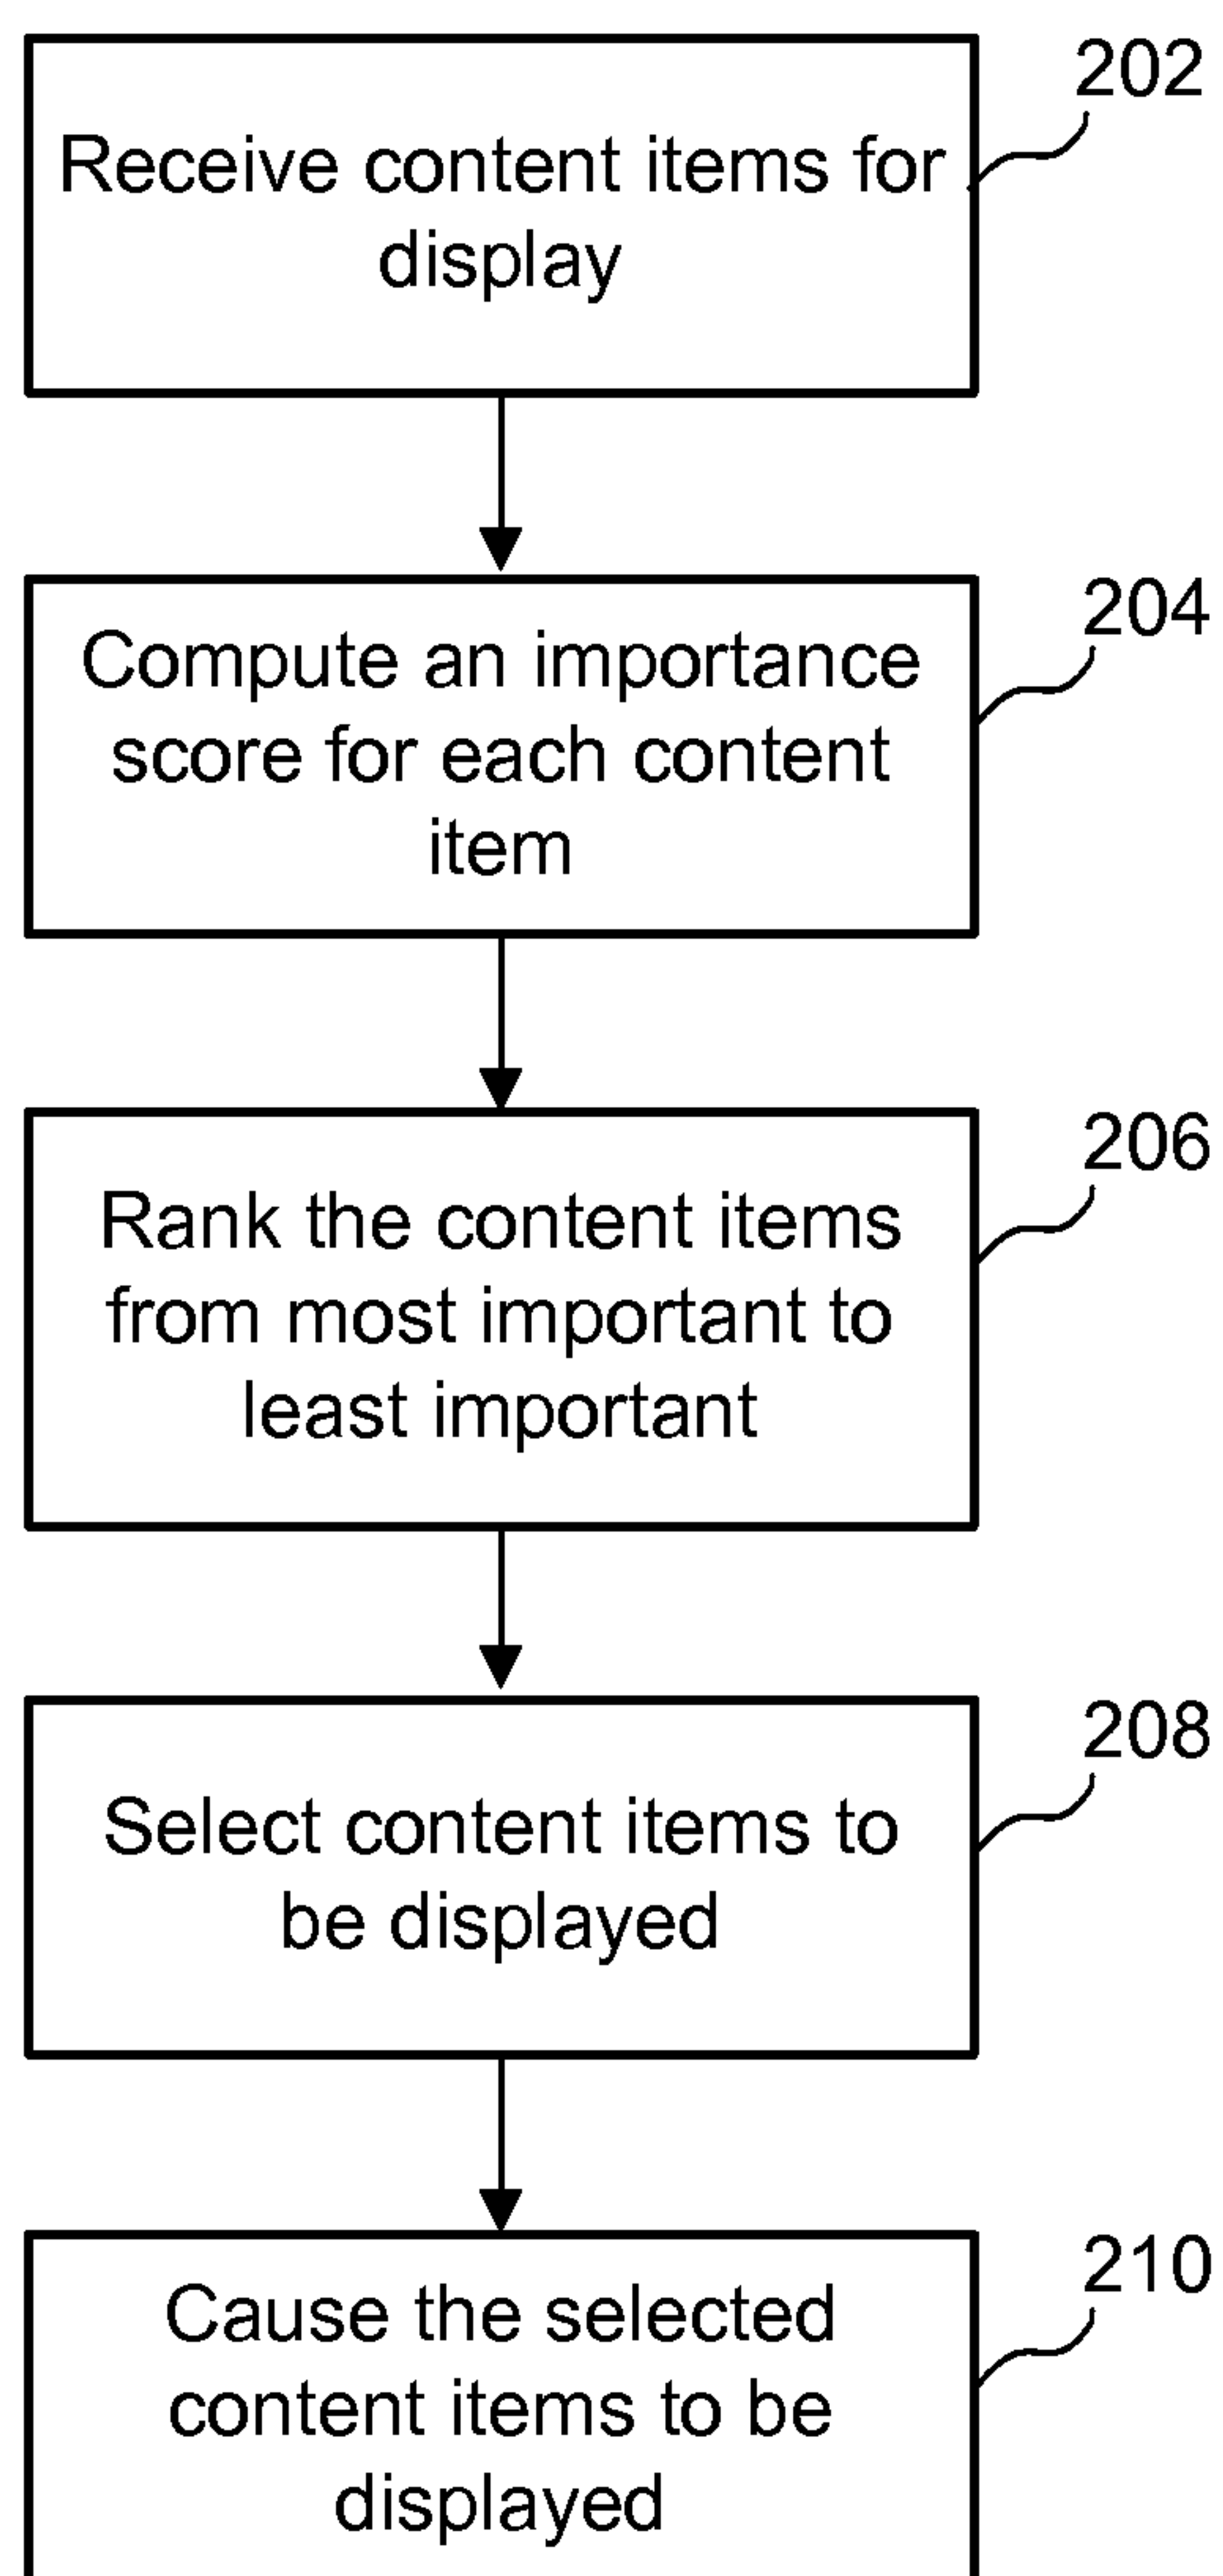 202
Receive content items for
display
204
Compute an importance
score for each content
item
206
Rank the content items
from most important to
least important
208
Select content items to
be displayed
210
Cause the selected
content items to be
displayed